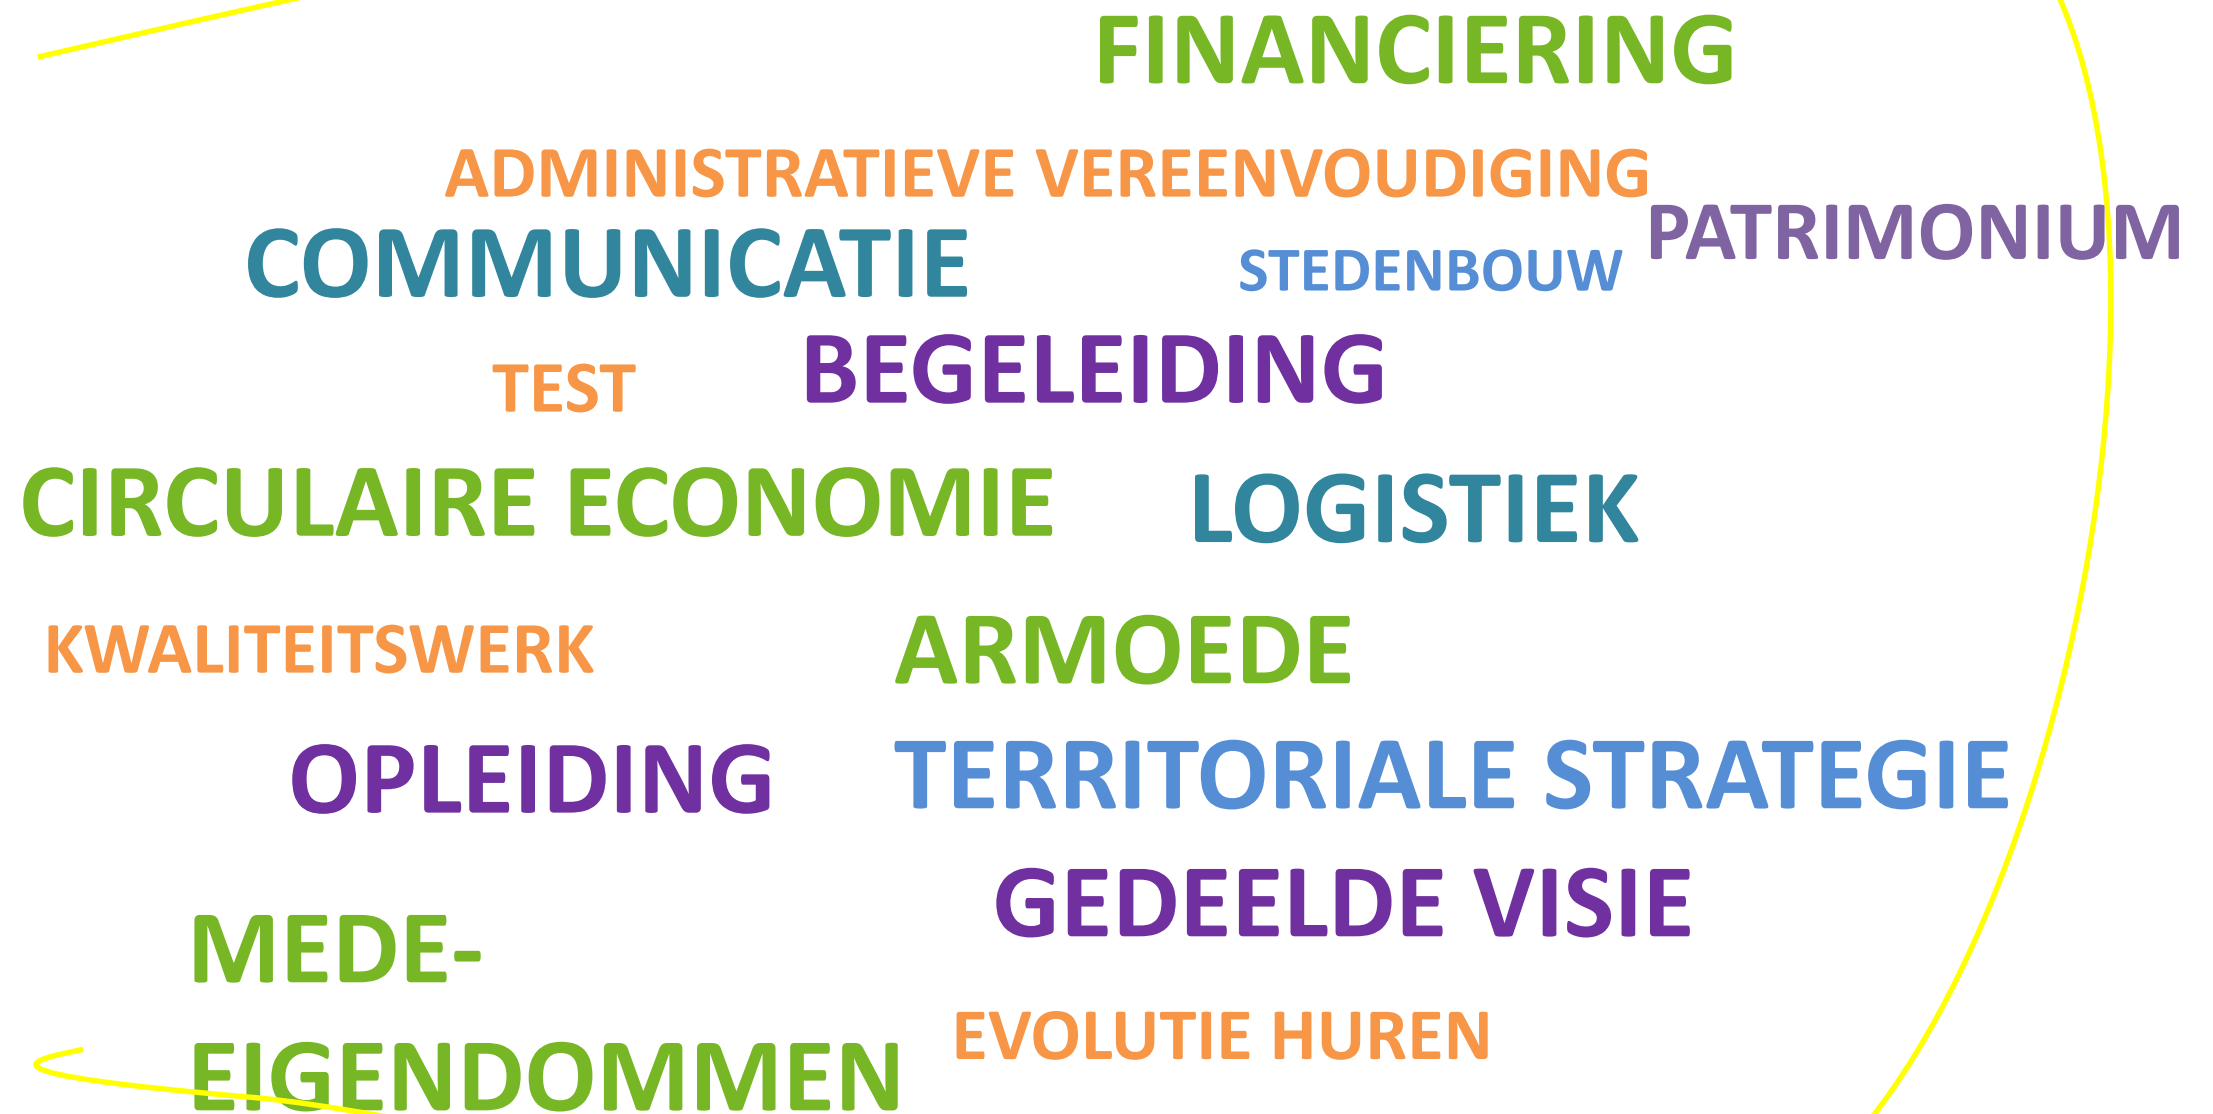 FINANCIERING
ADMINISTRATIEVE VEREENVOUDIGING
PATRIMONIUM
COMMUNICATIE
STEDENBOUW
TEST
BEGELEIDING
CIRCULAIRE ECONOMIE
LOGISTIEK
KWALITEITSWERK
ARMOEDE
OPLEIDING
TERRITORIALE STRATEGIE
GEDEELDE VISIE
MEDE-
EIGENDOMMEN
EVOLUTIE HUREN